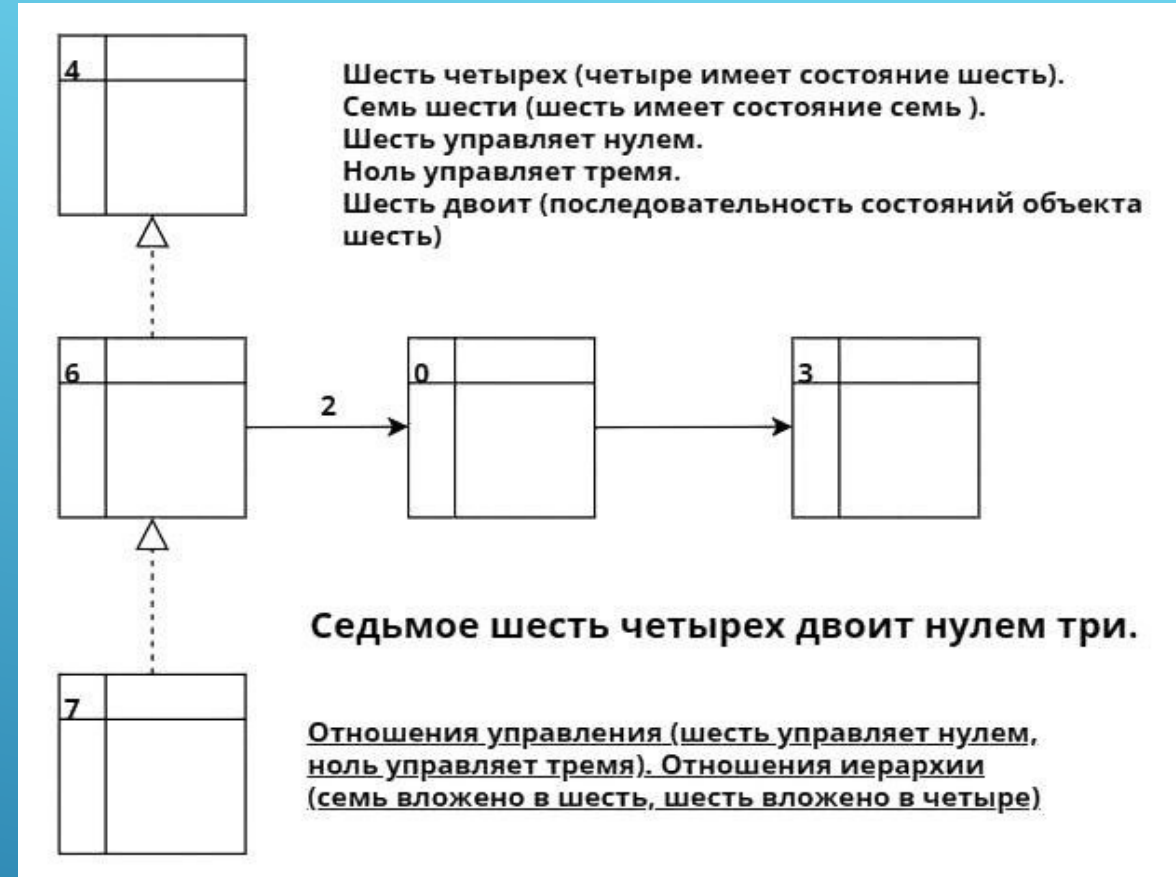 4
Шесть четырех (четыре имеет состояние шесть).
Семь шести (шесть имеет состояние семь ).
Шесть управляет нулем.
Ноль управляет тремя.
Шесть двоит (последовательность состояний объекта
шесть)
6
2
0
3
Седьмое шесть четырех двоит нулем три.
7
Отношения управления (шесть управляет нулем,
ноль управляет тремя). Отношения иерархии
(семь вложено в шесть, шесть вложено в четыре)